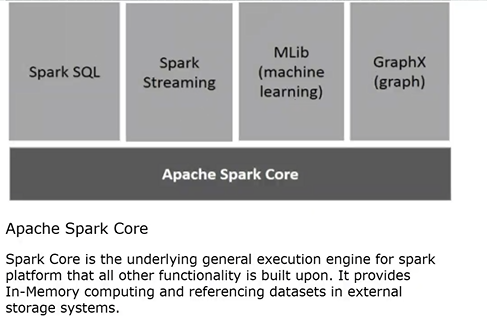 Spark SQL
Spark
Streaming
MLib
(machine
learning)
GraphX
(graph)
Apache Spark Core
Apache Spark Core
Spark Core is the underlying general execution engine for spark
platform that all other functionality is built upon. It provides
In-Memory computing and referencing datasets in external
storage systems.